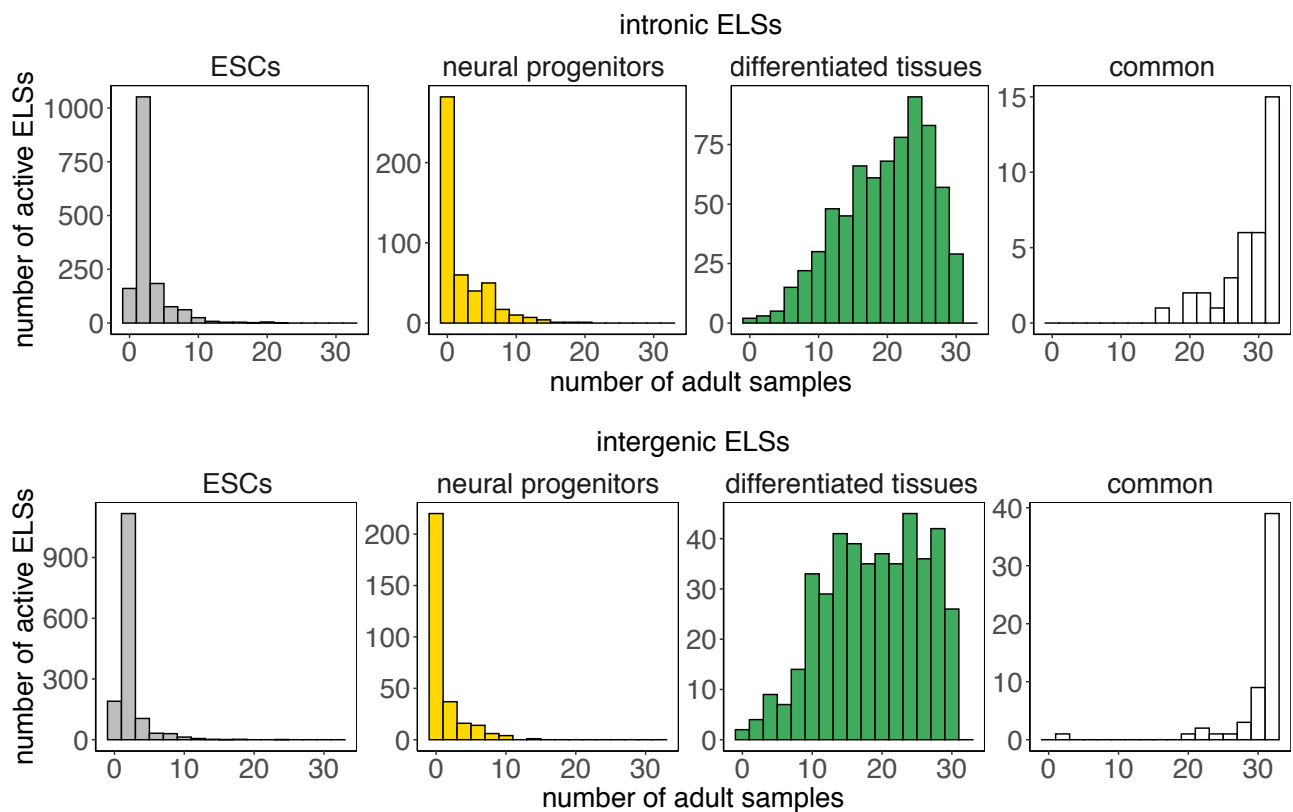 intronic ELSs
ESCs
neural progenitors
differentiated tissues
common
number of active ELSs
1000
750
500
250
0
200
100
0
75
50
25
0
15
10
5
0
0 10 20 30
0 10 20 30
0 10 20 30
0 10 20 30
number of adult samples
intergenic ELSs
ESCs
neural progenitors
differentiated tissues
common
number of active ELSs
900
600
300
0
200
150
100
50
0
40
30
20
10
0
40
30
20
10
0
0 10 20 30
0 10 20 30
0 10 20 30
0 10 20 30
number of adult samples